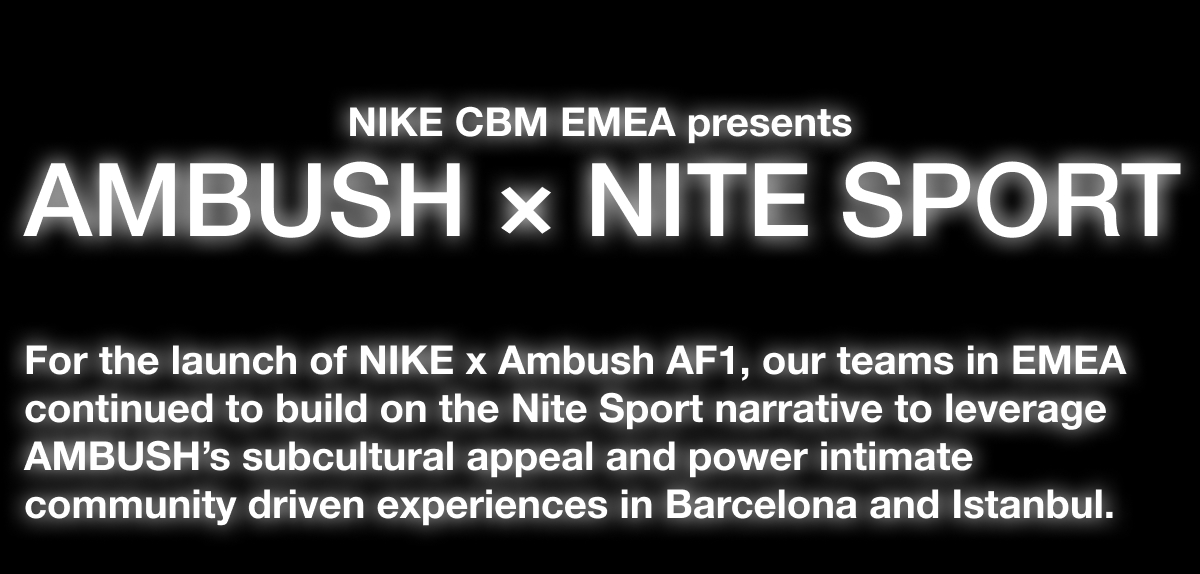 NIKE CBM EMEA presents
AMBUSH × NITE SPORT
For the launch of NIKE x Ambush AF1, our teams in EMEA
continued to build on the Nite Sport narrative to leverage
AMBUSH’s subcultural appeal and power intimate
community driven experiences in Barcelona and Istanbul.